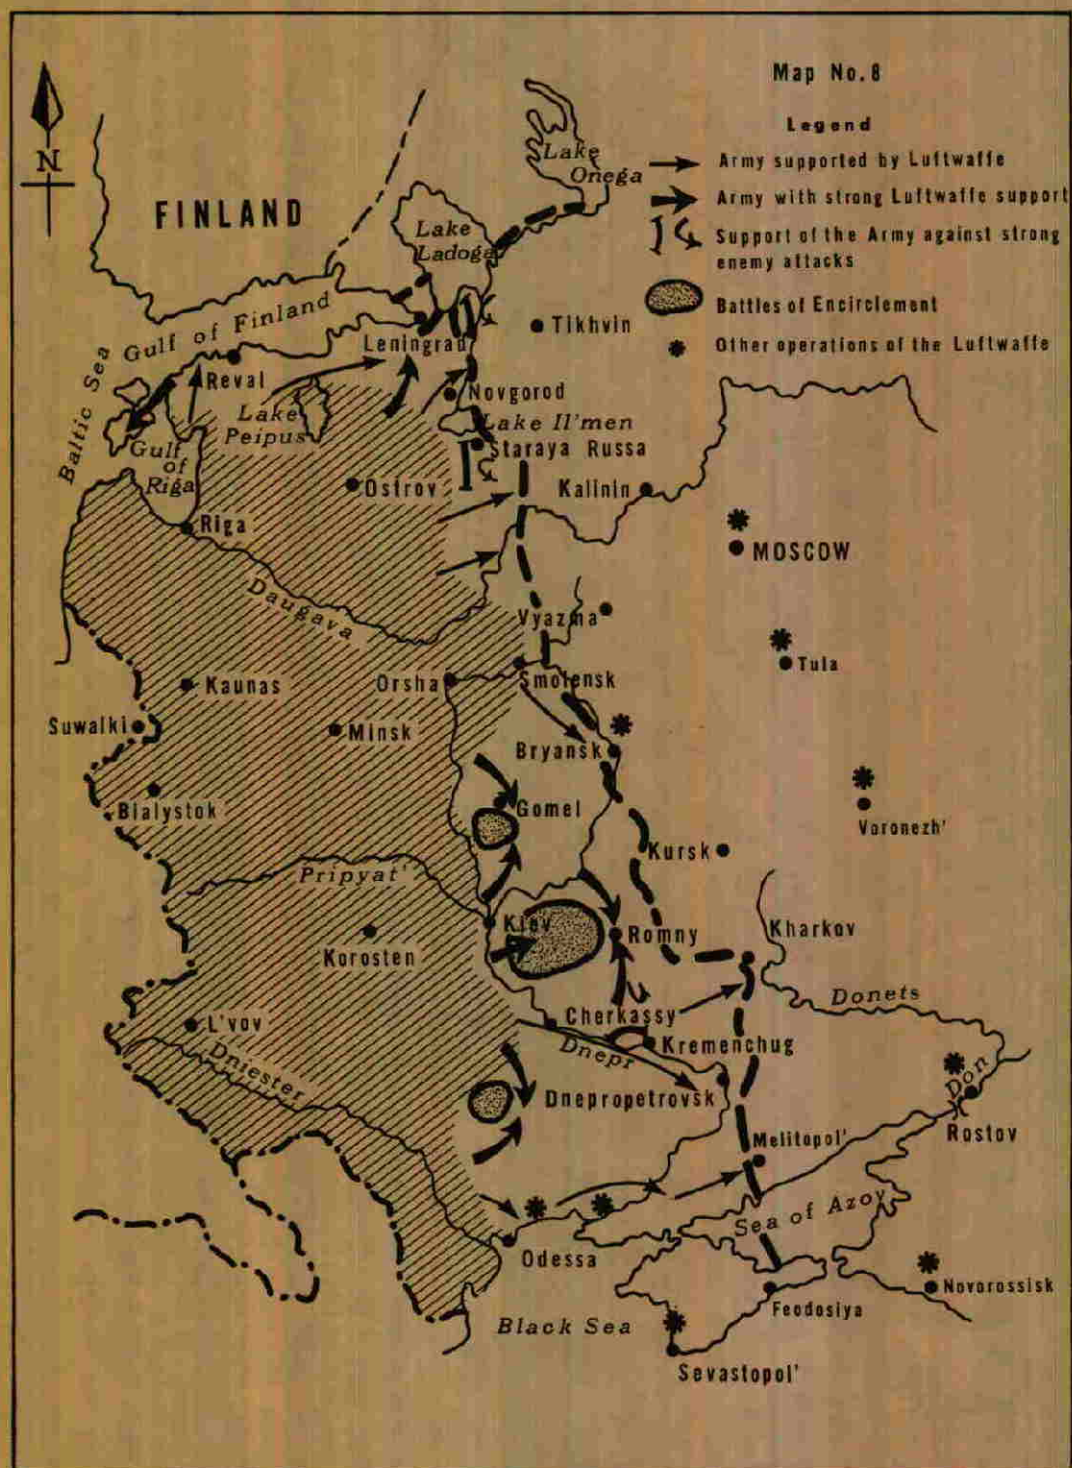 Map No. 8
Legend
Army supported by Luftwaffe
Army with strong Luftwaffe support
Support of the Army against strong
enemy attacks
Battles of Encirclement
Other operations of the Luftwaffe
N
FINLAND
Lake
Onega
Lake
Ladoga
Gulf of Finland
Leningrad
Tikhvin
Baltic Sea
Reval
Novgorod
Lake
Peipus
Lake Il'men
Gulf
of
Riga
Staraya Russa
Ostrov
Kalinin
Riga
MOSCOW
Daugava
Vyazma
Tula
Kaunas
Orsha
Smolensk
Suwalki
Minsk
Bryansk
Bialystok
Gomel
Voronezh'
Kursk
Pripyat'
Kiev
Romny
Kharkov
Korosten
Donets
L'vov
Cherkassy
Dniester
Dnepr
Kremenchug
Don
Dnepropetrovsk
Rostov
Melitopol'
Sea of Azov
Odessa
Novorossisk
Feodosiya
Black Sea
Sevastopol'